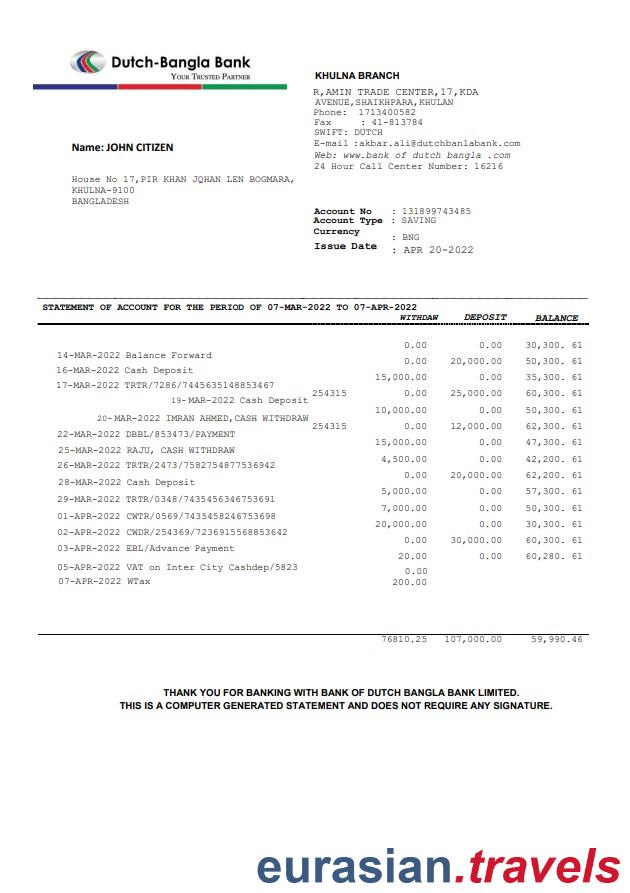 Dutch-Bangla Bank
YOUR TRUSTED PARTNER
KHULNA BRANCH
R,AMIN TRADE CENTER,17,KDA
AVENUE,SHAIKHPARA,KHULAN
Phone: 1713400582
Fax : 41-813784
SWIFT: DUTCH
E-mail :akbar.ali@dutchbanlabank.com
Web: www.bank of dutch bangla .com
24 Hour Call Center Number: 16216
Name: JOHN CITIZEN
House No 17,PIR KHAN JQHAN LEN BOGMARA,
KHULNA-9100
BANGLADESH
Account No : 131899743485
Account Type : SAVING
Currency : BNG
Issue Date : APR 20-2022
STATEMENT OF ACCOUNT FOR THE PERIOD OF 07-MAR-2022 TO 07-APR-2022
WITHDAW DEPOSIT BALANCE
0.00 0.00 30,300. 61
14-MAR-2022 Balance Forward
0.00 20,000.00 50,300. 61
16-MAR-2022 Cash Deposit
15,000.00 0.00 35,300. 61
17-MAR-2022 TRTR/7286/7445635148853467
254315 0.00 25,000.00 60,300. 61
19-MAR-2022 Cash Deposit
10,000.00 0.00 50,300. 61
20-MAR-2022 IMRAN AHMED,CASH WITHDRAW
254315 0.00 12,000.00 62,300. 61
22-MAR-2022 DBBL/853473/PAYMENT
15,000.00 0.00 47,300. 61
25-MAR-2022 RAJU, CASH WITHDRAW
4,500.00 0.00 42,200. 61
26-MAR-2022 TRTR/2473/7582754877536942
0.00 20,000.00 62,200. 61
28-MAR-2022 Cash Deposit
5,000.00 0.00 57,300. 61
29-MAR-2022 TRTR/0348/7435456346753691
7,000.00 0.00 50,300. 61
01-APR-2022 CWTR/0569/7435458246753698
20,000.00 0.00 30,300. 61
02-APR-2022 CWDR/254369/7236915568853642
0.00 30,000.00 60,300. 61
03-APR-2022 EBL/Advance Payment
20.00 0.00 60,280. 61
05-APR-2022 VAT on Inter City Cashdep/5823
0.00
07-APR-2022 WTax
200.00
76810.25 107,000.00 59,990.46
THANK YOU FOR BANKING WITH BANK OF DUTCH BANGLA BANK LIMITED.
THIS IS A COMPUTER GENERATED STATEMENT AND DOES NOT REQUIRE ANY SIGNATURE.
eurasian.travels